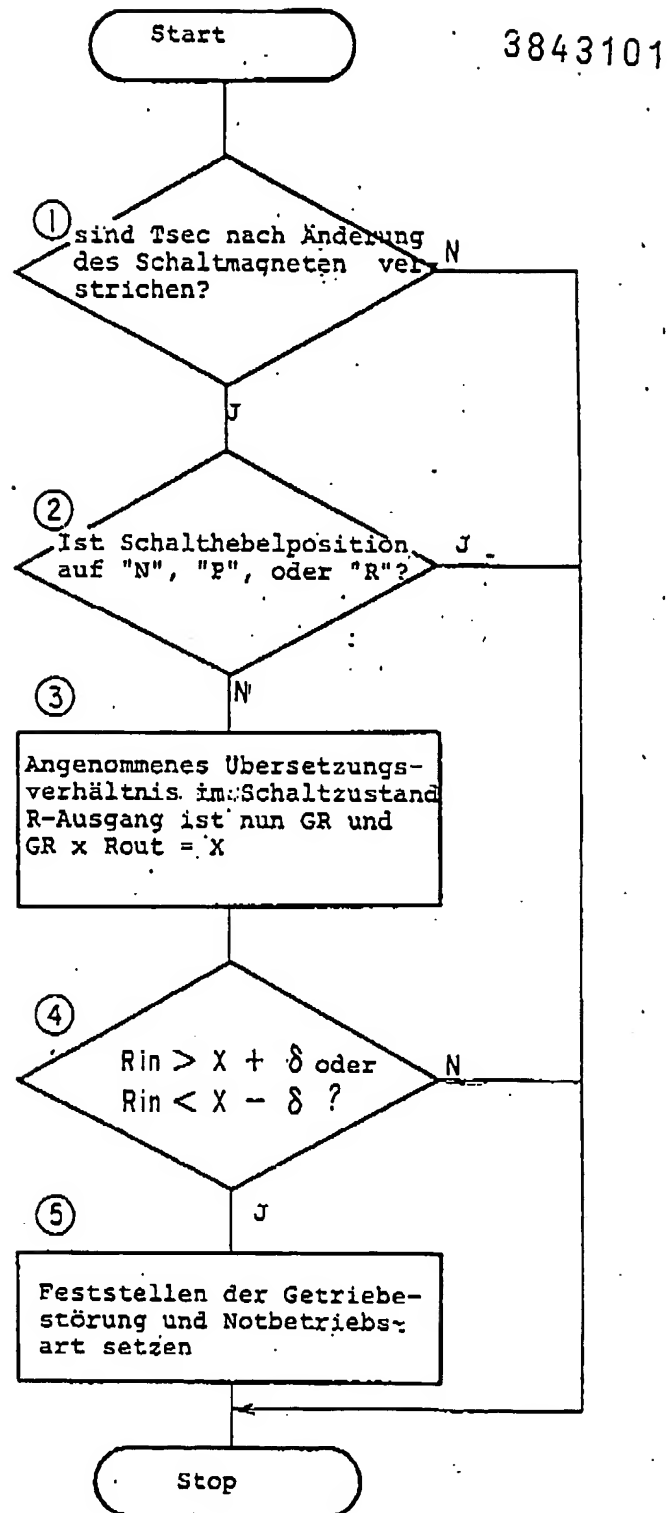 Start
3843101
①
sind Tsec nach Änderung
des Schaltmagneten ver-
strichen?
N
J
②
Ist Schalthebelposition
auf "N", "P", oder "R"?
J
N
③
Angenommenes Übersetzungs-
verhältnis im Schaltzustand
R-Ausgang ist nun GR und
GR x Rout = X
④
Rin > X + δ oder
Rin < X - δ ?
N
J
⑤
Feststellen der Getriebe-
störung und Notbetriebs-
art setzen
Stop